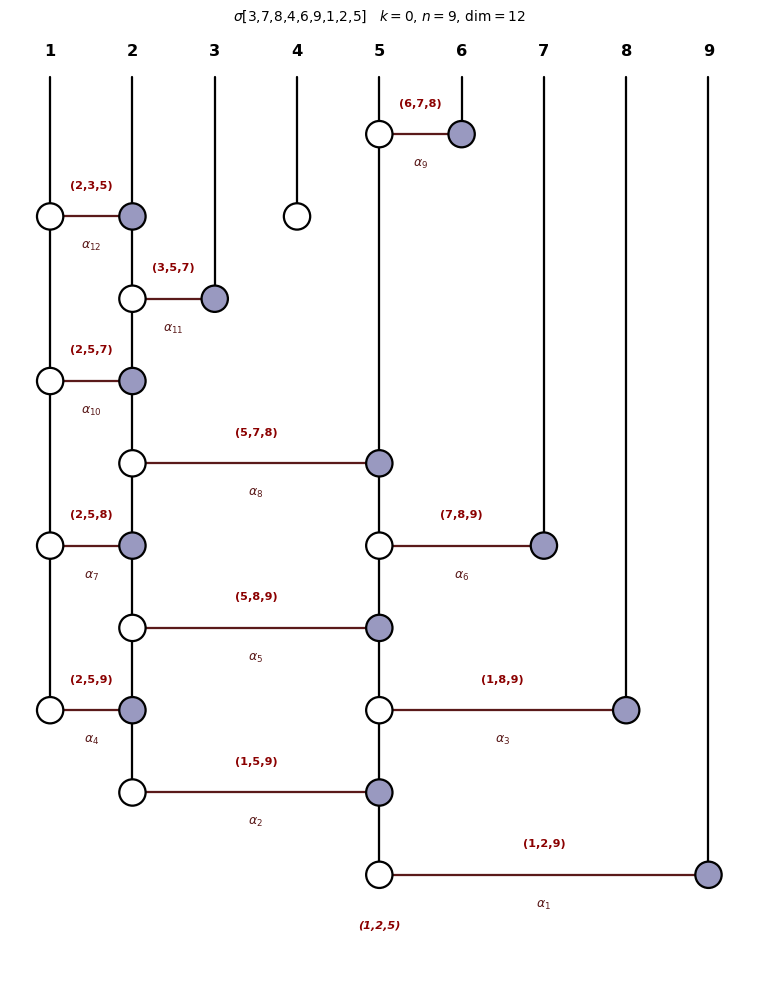 σ[3,7,8,4,6,9,1,2,5] k = 0, n = 9, dim = 12
1 2 3 4 5 6 7 8 9
(6,7,8)
α₉
(2,3,5)
α₁₂
(3,5,7)
α₁₁
(2,5,7)
α₁₀
(5,7,8)
α₈
(2,5,8) (7,8,9)
α₇ α₆
(5,8,9)
α₅
(2,5,9) (1,8,9)
α₄ α₃
(1,5,9)
α₂
(1,2,9)
α₁
(1,2,5)